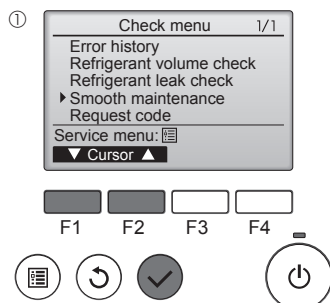 ①
Check menu 1/1
Error history
Refrigerant volume check
Refrigerant leak check
Smooth maintenance
Request code
Service menu:
▼ Cursor ▲
F1 F2 F3 F4